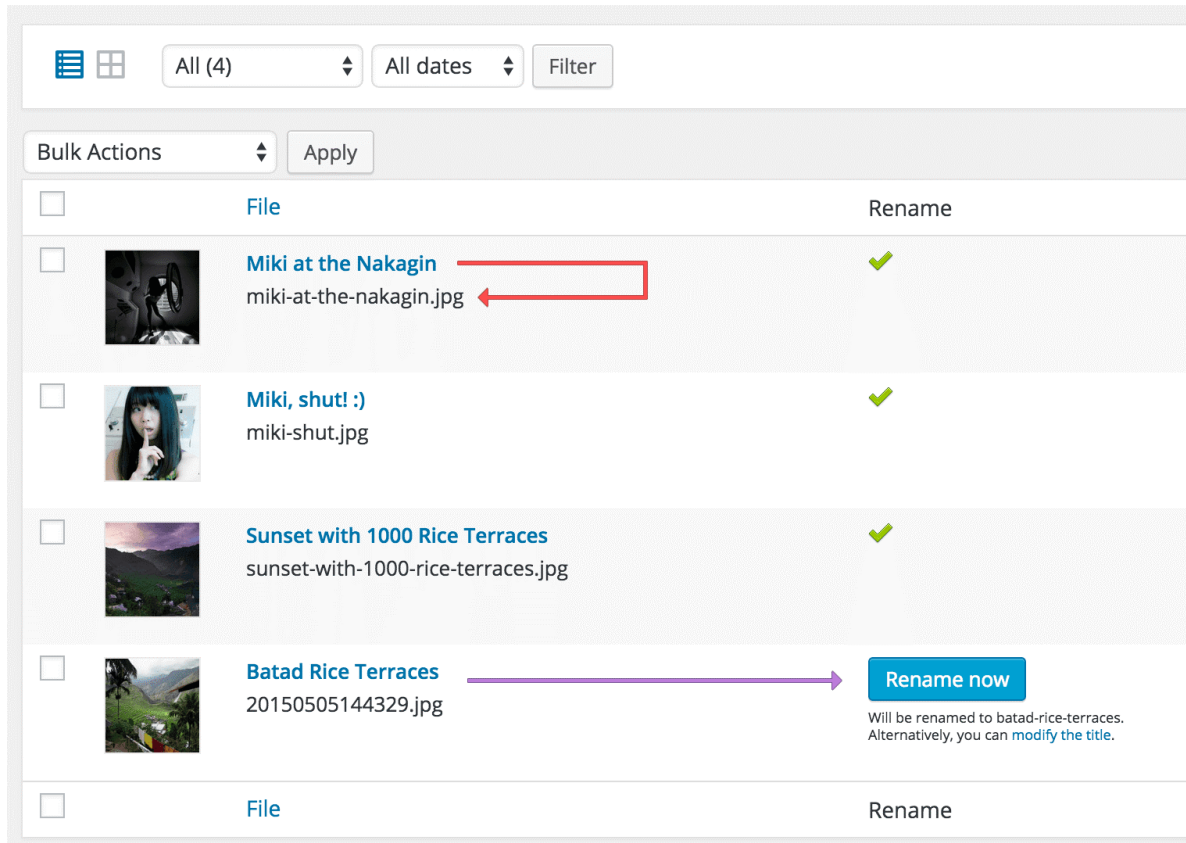 All (4) All dates Filter
Bulk Actions Apply
File Rename
Miki at the Nakagin
miki-at-the-nakagin.jpg
Miki, shut! :)
miki-shut.jpg
Sunset with 1000 Rice Terraces
sunset-with-1000-rice-terraces.jpg
Batad Rice Terraces
20150505144329.jpg
Rename now
Will be renamed to batad-rice-terraces.
Alternatively, you can modify the title.
File Rename